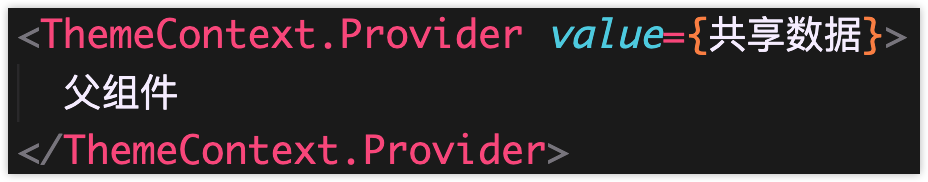 <ThemeContext.Provider value={共享数据}>
父组件
</ThemeContext.Provider>